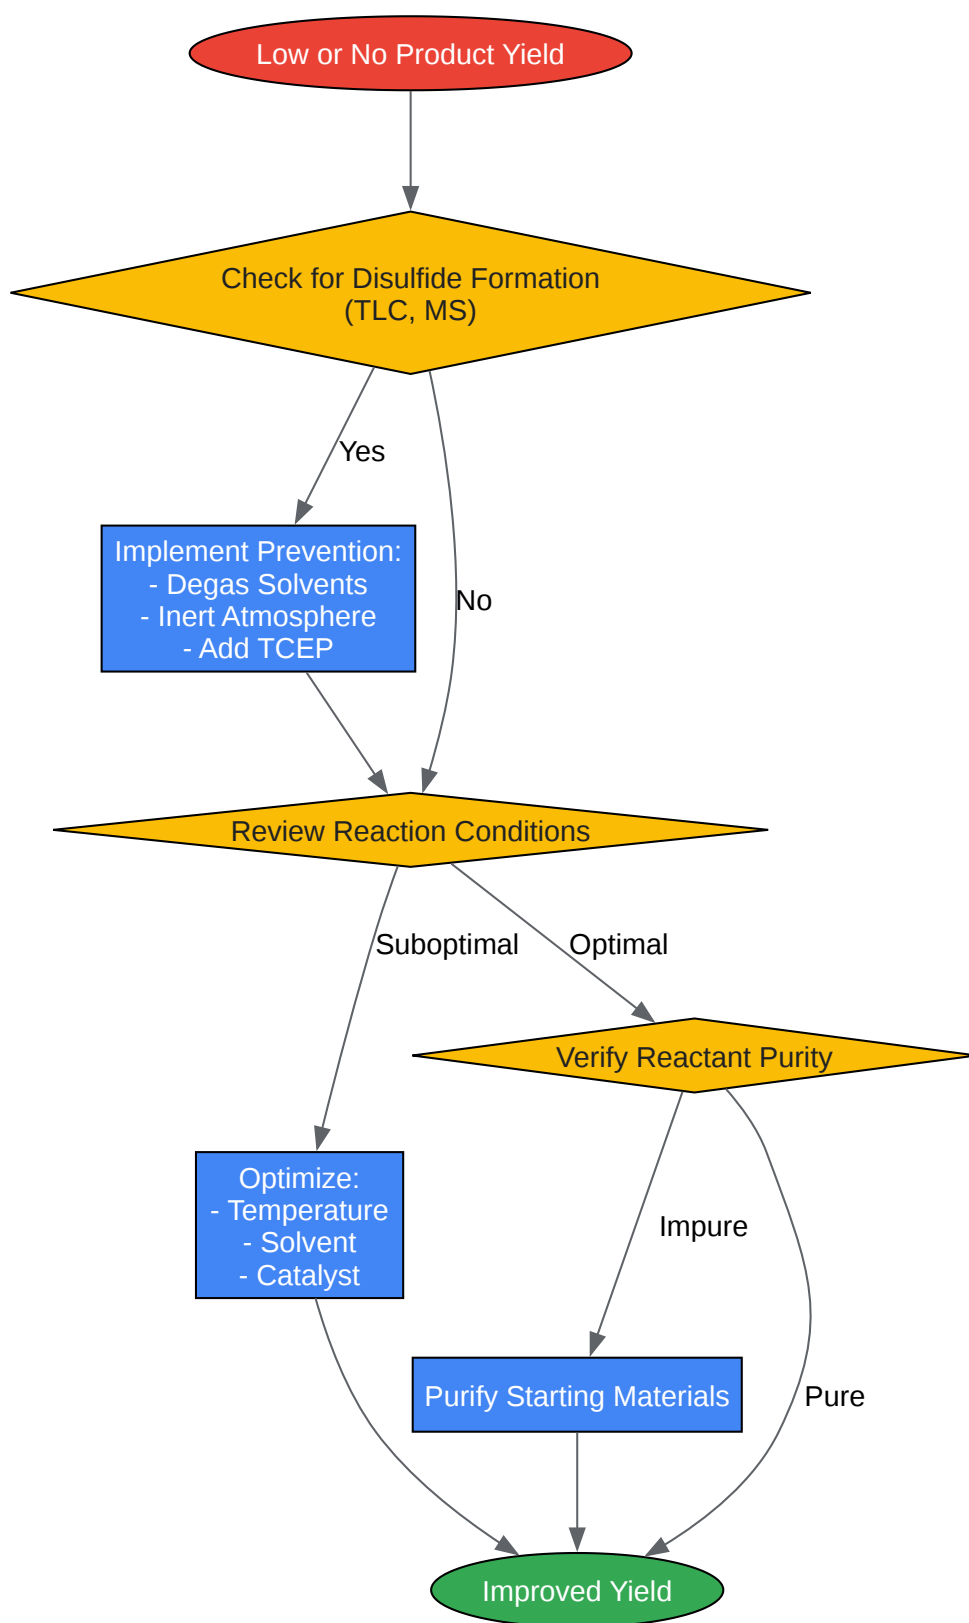 Low or No Product Yield
Check for Disulfide Formation
(TLC, MS)
Yes
Implement Prevention:
- Degas Solvents
- Inert Atmosphere
- Add TCEP
No
Review Reaction Conditions
Suboptimal
Optimal
Verify Reactant Purity
Optimize:
- Temperature
- Solvent
- Catalyst
Impure
Purify Starting Materials
Pure
Improved Yield